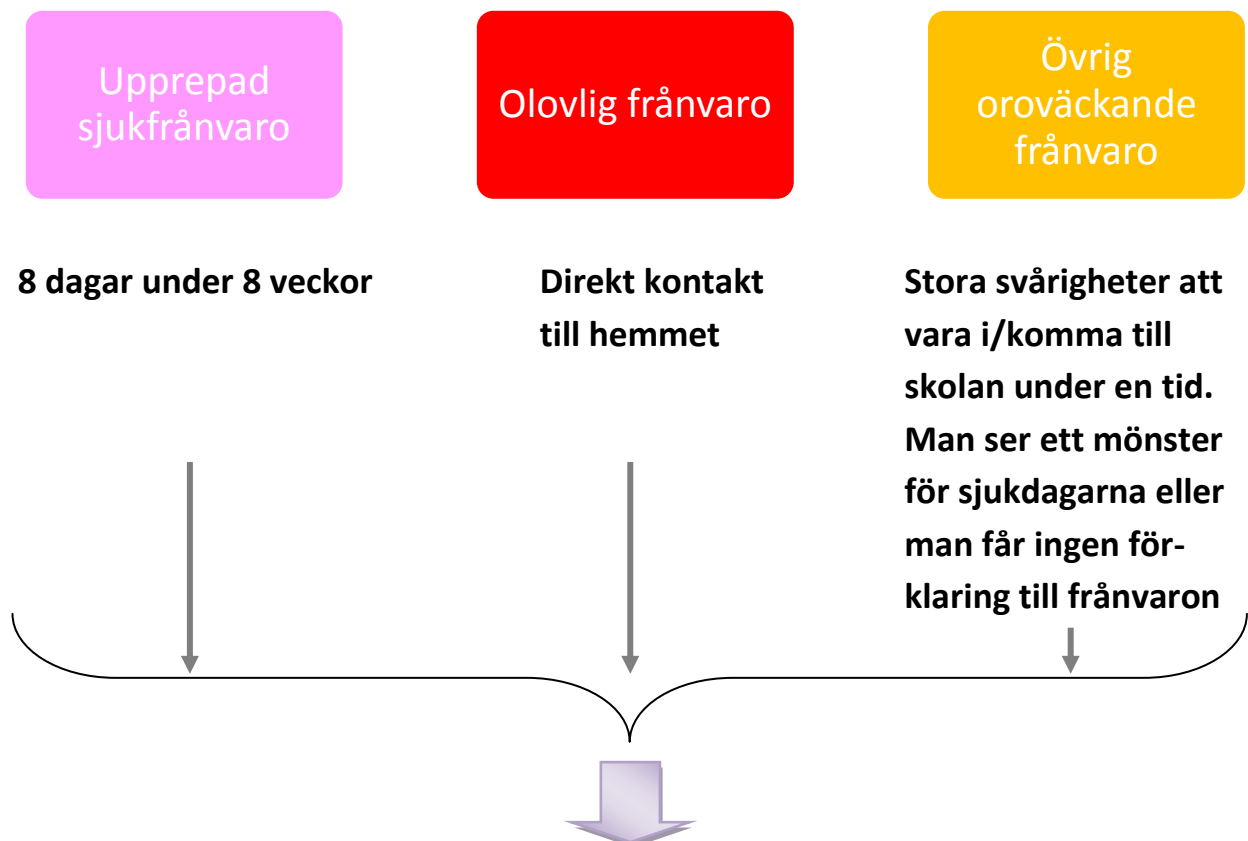 Upprepad
sjukfrånvaro
Olovlig frånvaro
Övrig
oroväckande
frånvaro
8 dagar under 8 veckor
Direkt kontakt
till hemmet
Stora svårigheter att
vara i/komma till
skolan under en tid.
Man ser ett mönster
för sjukdagarna eller
man får ingen för-
klaring till frånvaron